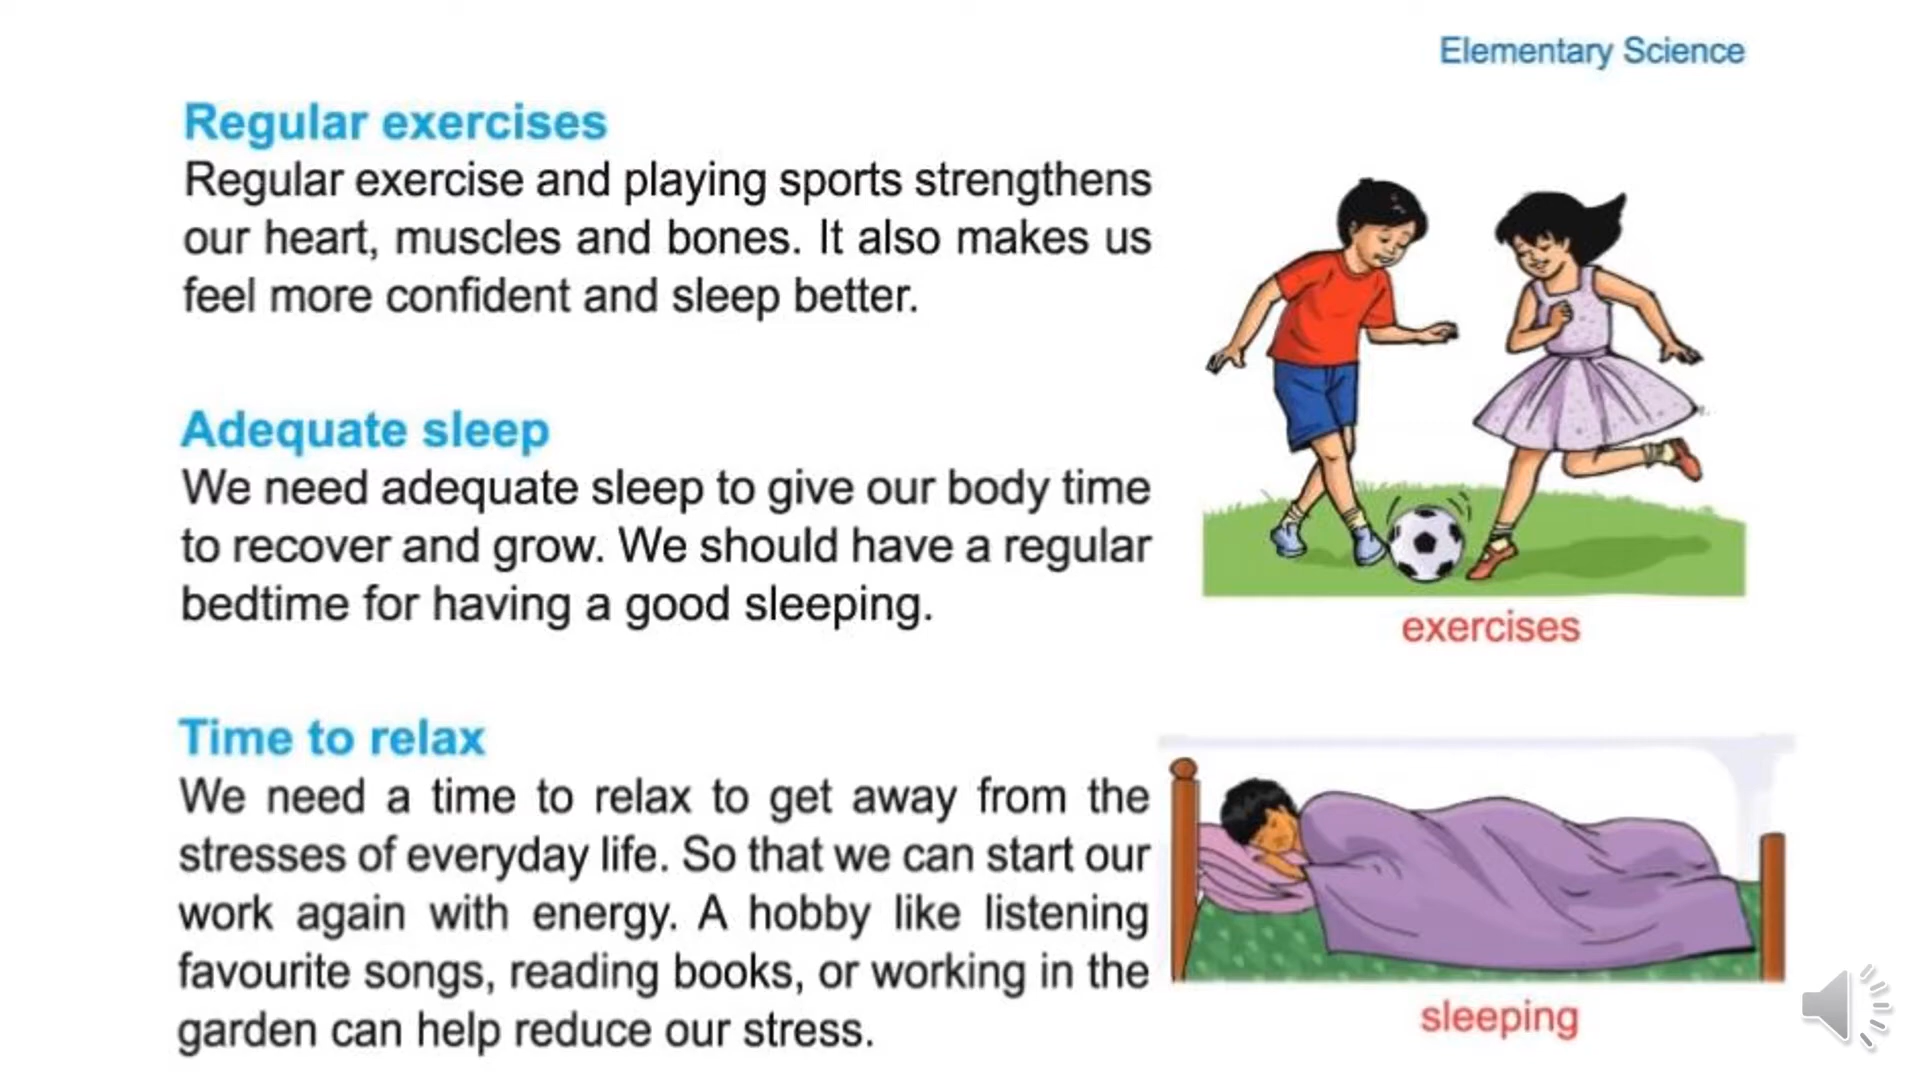 Elementary Science
Regular exercises
Regular exercise and playing sports strengthens
our heart, muscles and bones. It also makes us
feel more confident and sleep better.
Adequate sleep
We need adequate sleep to give our body time
to recover and grow. We should have a regular
bedtime for having a good sleeping.
Time to relax
We need a time to relax to get away from the
stresses of everyday life. So that we can start our
work again with energy. A hobby like listening
favourite songs, reading books, or working in the
garden can help reduce our stress.
exercises
sleeping